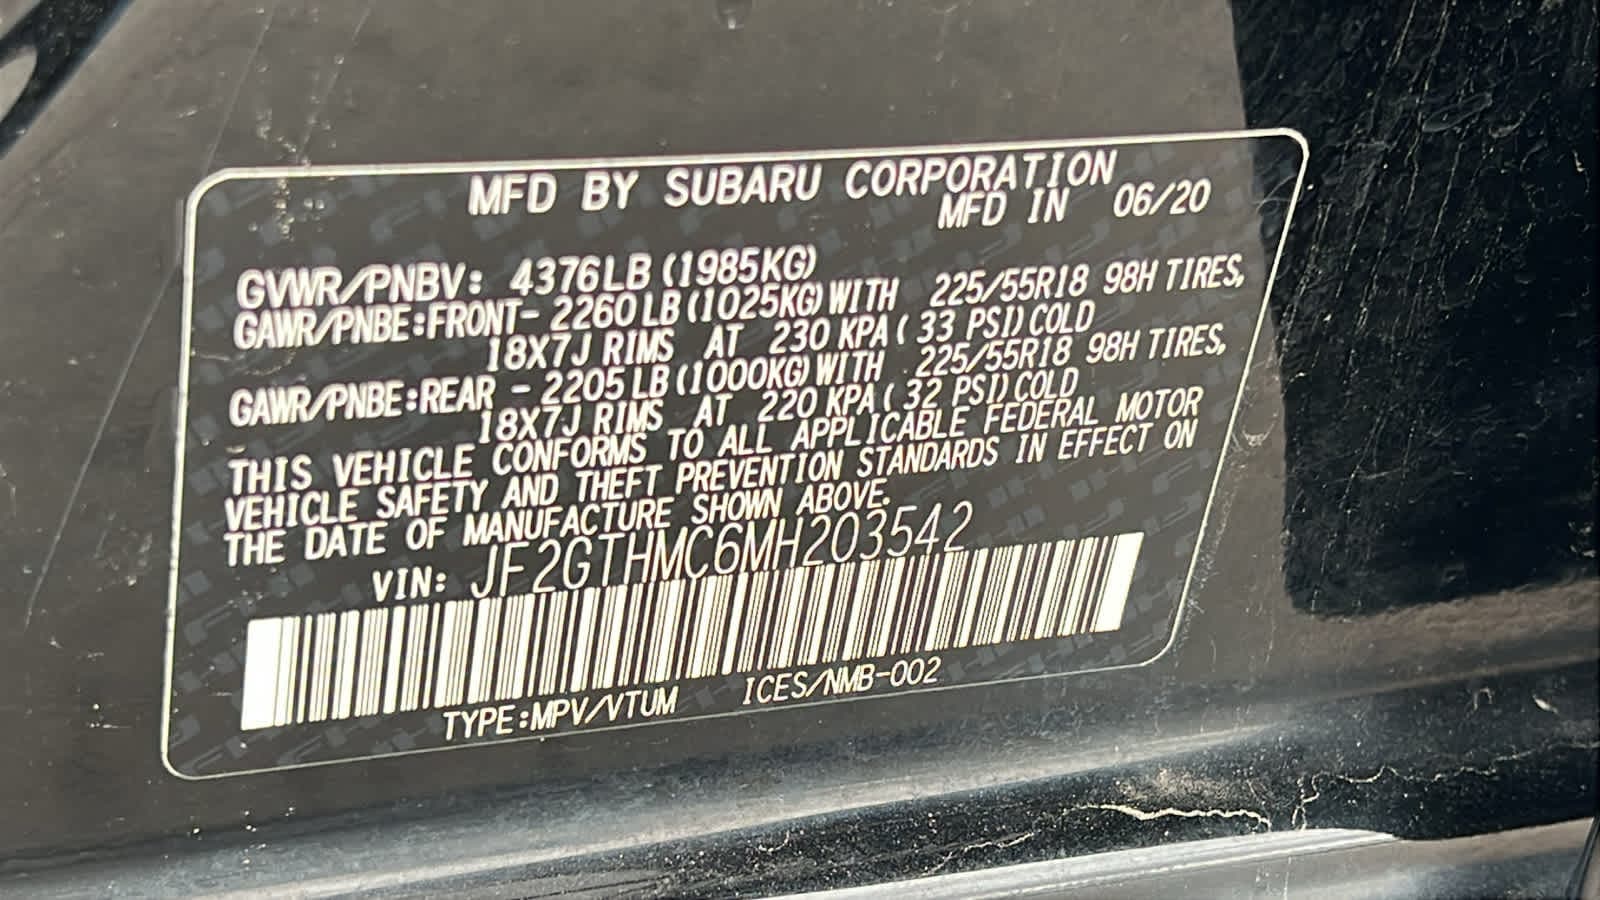 MFD BY SUBARU CORPORATION
MFD IN 06/20
GVWR/PNBV: 4376LB (1985KG)
GAWR/PNBE:FRONT- 2260LB (1025KG) WITH 225/55R18 98H TIRES,
18X7J RIMS AT 230 KPA ( 33 PSI) COLD
GAWR/PNBE:REAR - 2205LB (1000KG) WITH 225/55R18 98H TIRES,
18X7J RIMS AT 220 KPA ( 32 PSI) COLD
THIS VEHICLE CONFORMS TO ALL APPLICABLE FEDERAL MOTOR
VEHICLE SAFETY AND THEFT PREVENTION STANDARDS IN EFFECT ON
THE DATE OF MANUFACTURE SHOWN ABOVE.
VIN: JF2GTHMC6MH203542
TYPE:MPV/VTUM ICES/NMB-002